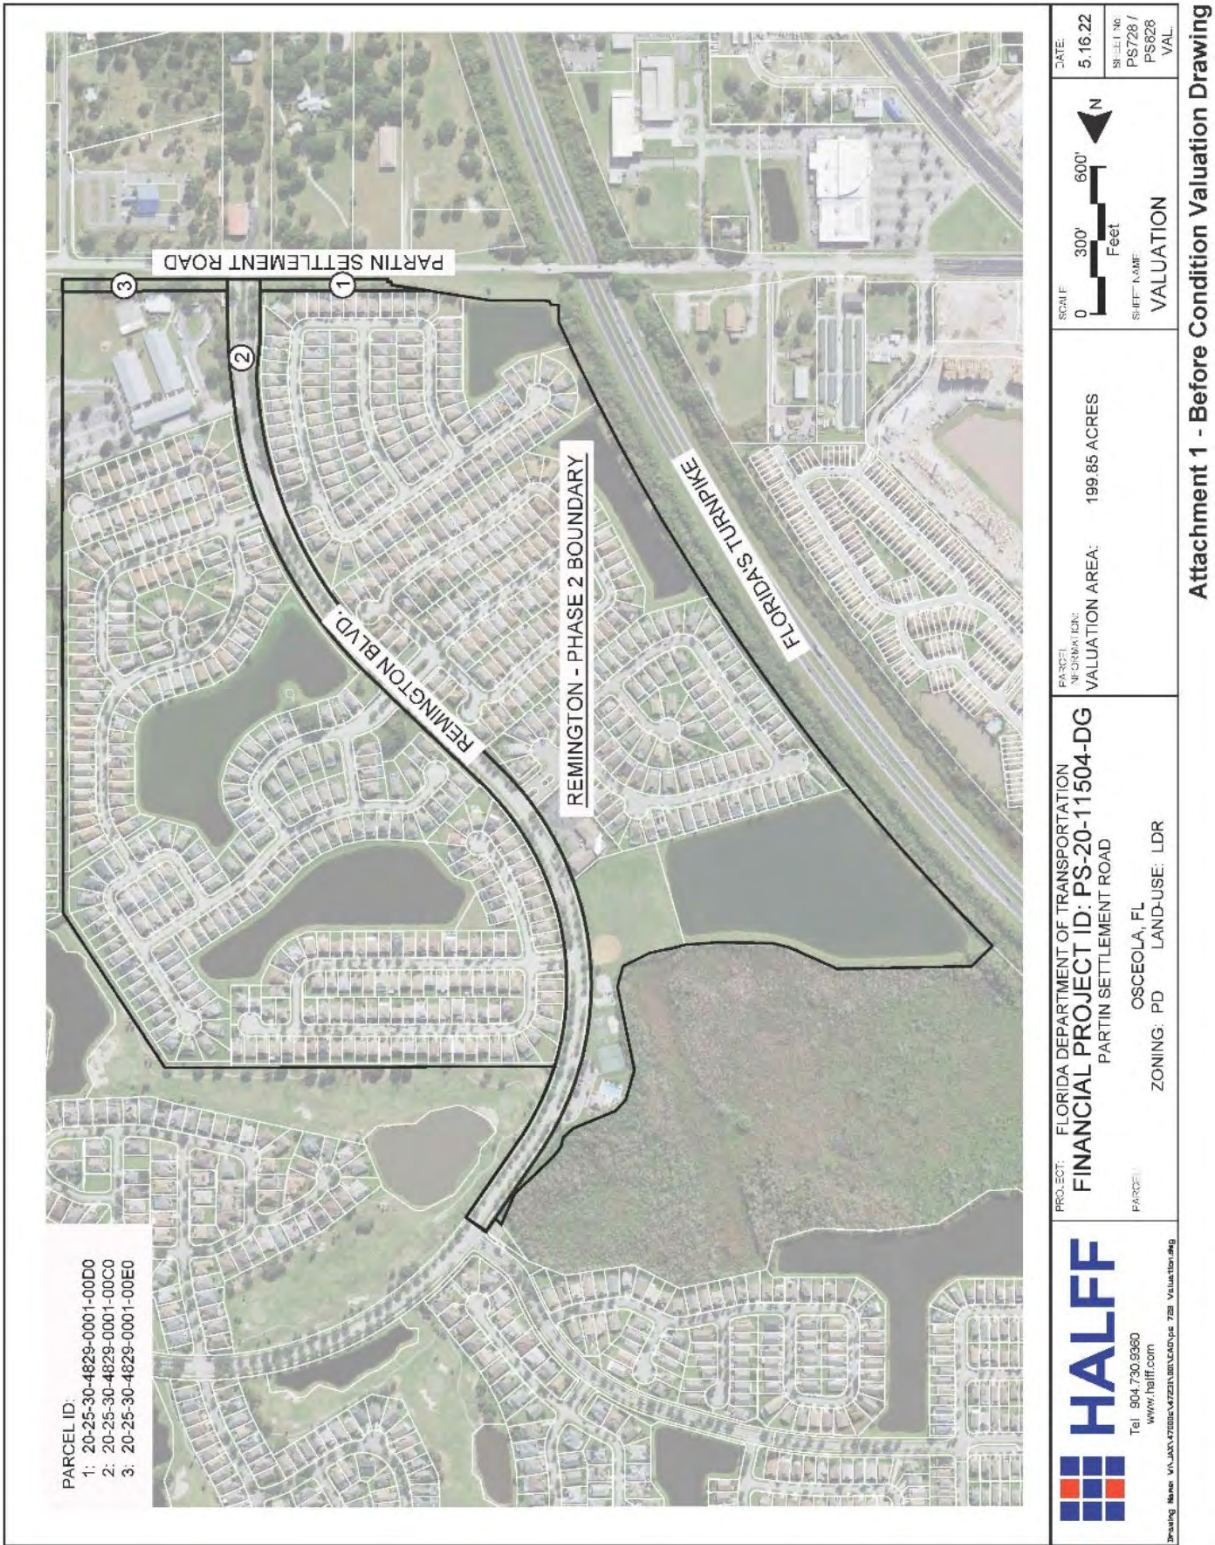 PARCEL ID:
1: 20-25-30-4829-0001-00D0
2: 20-25-30-4829-0001-00C0
3: 20-25-30-4829-0001-00E0
3
PARTIN SETTLEMENT ROAD
1
2
REMINGTON BLVD.
REMINGTON - PHASE 2 BOUNDARY
FLORIDA'S TURNPIKE
HALFF
Tel 904.730.9360
www.halff.com
PROJECT: FLORIDA DEPARTMENT OF TRANSPORTATION
FINANCIAL PROJECT ID: PS-20-11504-DG
PARTIN SETTLEMENT ROAD
PARCEL:
OSCEOLA, FL
ZONING: PD LAND-USE: LDR
PARCEL
INFORMATION:
VALUATION AREA: 199.85 ACRES
SCALE
0 300' 600'
Feet
N
SHEET NAME:
VALUATION
DATE:
5.16.22
SHEET No
PS728 /
PS828
VAL.
Attachment 1 - Before Condition Valuation Drawing